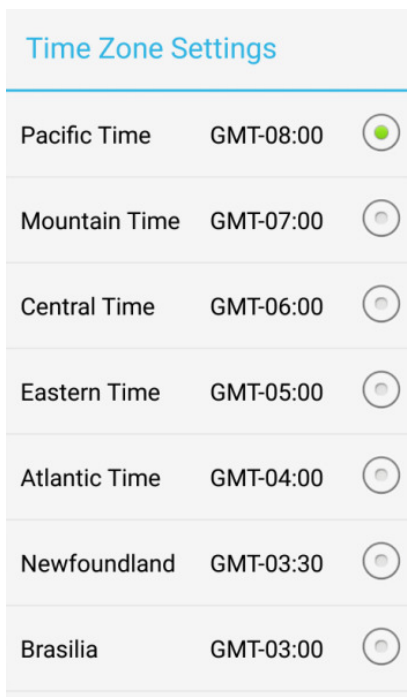 Time Zone Settings
Pacific Time GMT-08:00
Mountain Time GMT-07:00
Central Time GMT-06:00
Eastern Time GMT-05:00
Atlantic Time GMT-04:00
Newfoundland GMT-03:30
Brasilia GMT-03:00